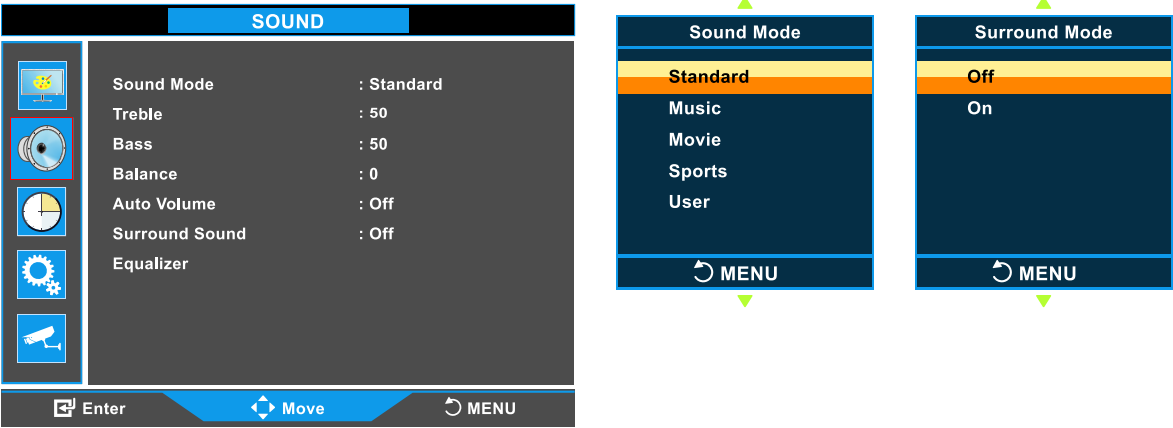 SOUND
Sound Mode : Standard
Treble : 50
Bass : 50
Balance : 0
Auto Volume : Off
Surround Sound : Off
Equalizer
Enter Move MENU
Sound Mode
Standard
Music
Movie
Sports
User
MENU
Surround Mode
Off
On
MENU